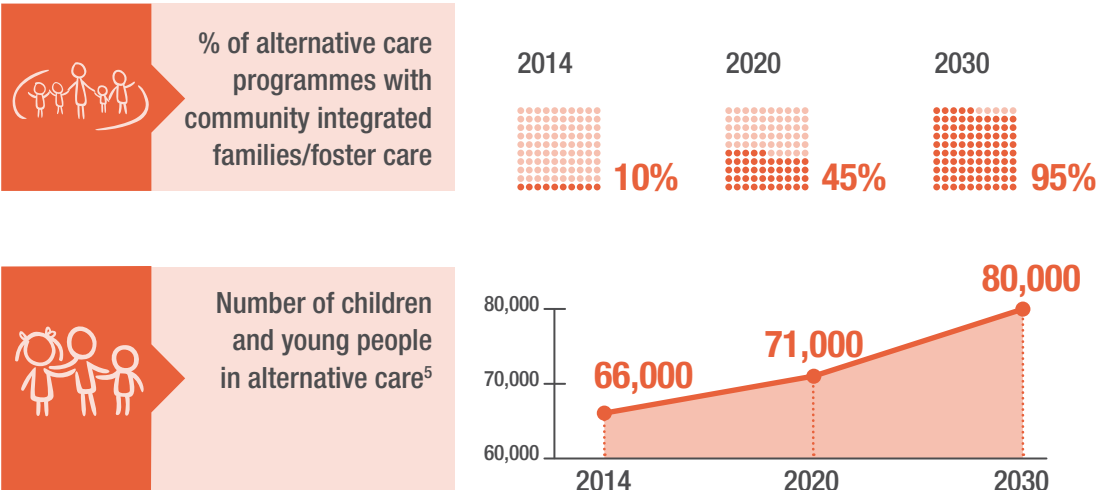 % of alternative care
programmes with
community integrated
families/foster care
2014
2020
2030
10%
45%
95%
Number of children
and young people
in alternative care⁵
80,000
70,000
60,000
66,000
71,000
80,000
2014
2020
2030